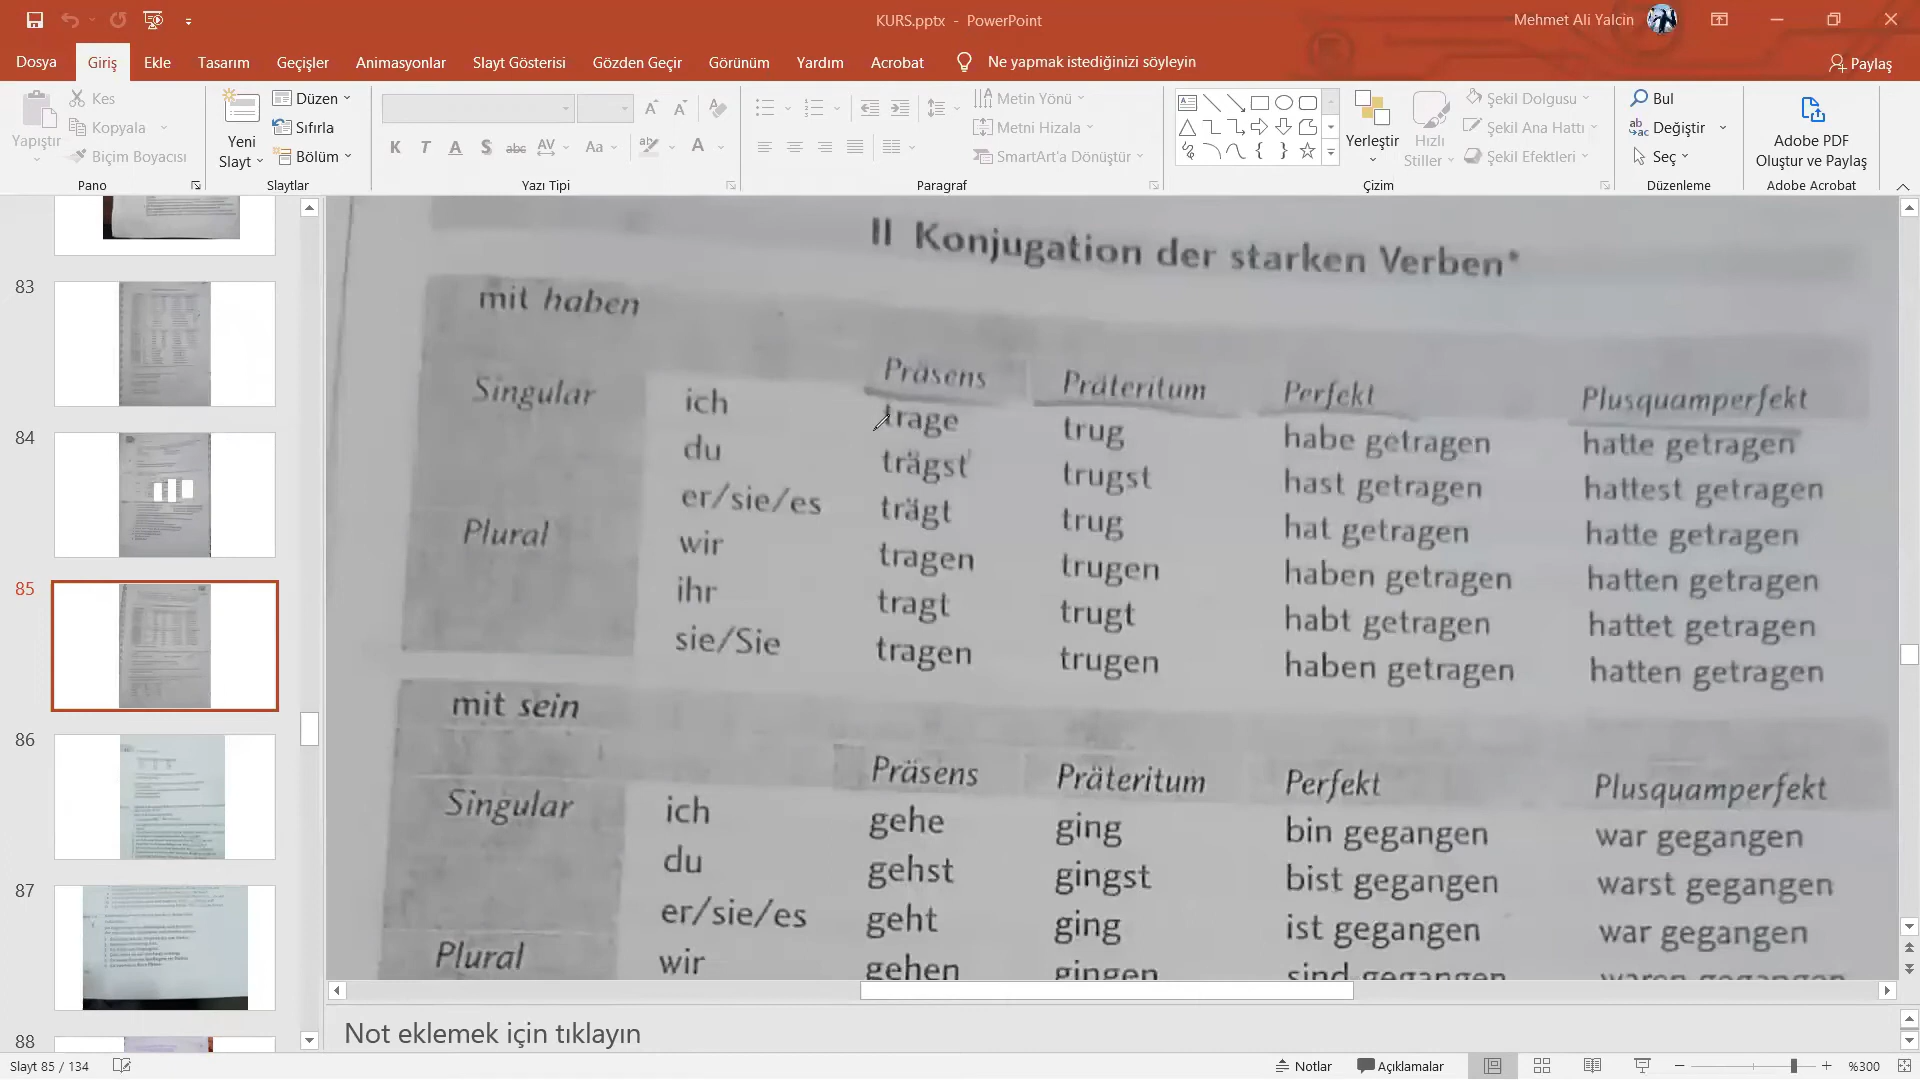 KURS.pptx - PowerPoint
Mehmet Ali Yalcin
Dosya Giriş Ekle Tasarım Geçişler Animasyonlar Slayt Gösterisi Gözden Geçir Görünüm Yardım Acrobat Ne yapmak istediğinizi söyleyin Paylaş
Yapıştır
Kes
Kopyala
Biçim Boyacısı
Pano
Yeni Slayt
Düzen
Sıfırla
Bölüm
Slaytlar
K T A S abc AV Aa A
Yazı Tipi
Metin Yönü
Metni Hizala
SmartArt'a Dönüştür
Paragraf
Yerleştir
Hızlı Stiller
Şekil Dolgusu
Şekil Ana Hattı
Şekil Efektleri
Çizim
Bul
Değiştir
Seç
Düzenleme
Adobe PDF
Oluştur ve Paylaş
Adobe Acrobat
83
84
85
86
87
88
II Konjugation der starken Verben*
mit haben
Präsens Präteritum Perfekt Plusquamperfekt
Singular ich trage trug habe getragen hatte getragen
du trägst trugst hast getragen hattest getragen
er/sie/es trägt trug hat getragen hatte getragen
Plural wir tragen trugen haben getragen hatten getragen
ihr tragt trugt habt getragen hattet getragen
sie/Sie tragen trugen haben getragen hatten getragen
mit sein
Präsens Präteritum Perfekt Plusquamperfekt
Singular ich gehe ging bin gegangen war gegangen
du gehst gingst bist gegangen warst gegangen
er/sie/es geht ging ist gegangen war gegangen
Plural wir gehen gingen sind gegangen waren gegangen
Not eklemek için tıklayın
Slayt 85 / 134
Notlar Açıklamalar %300